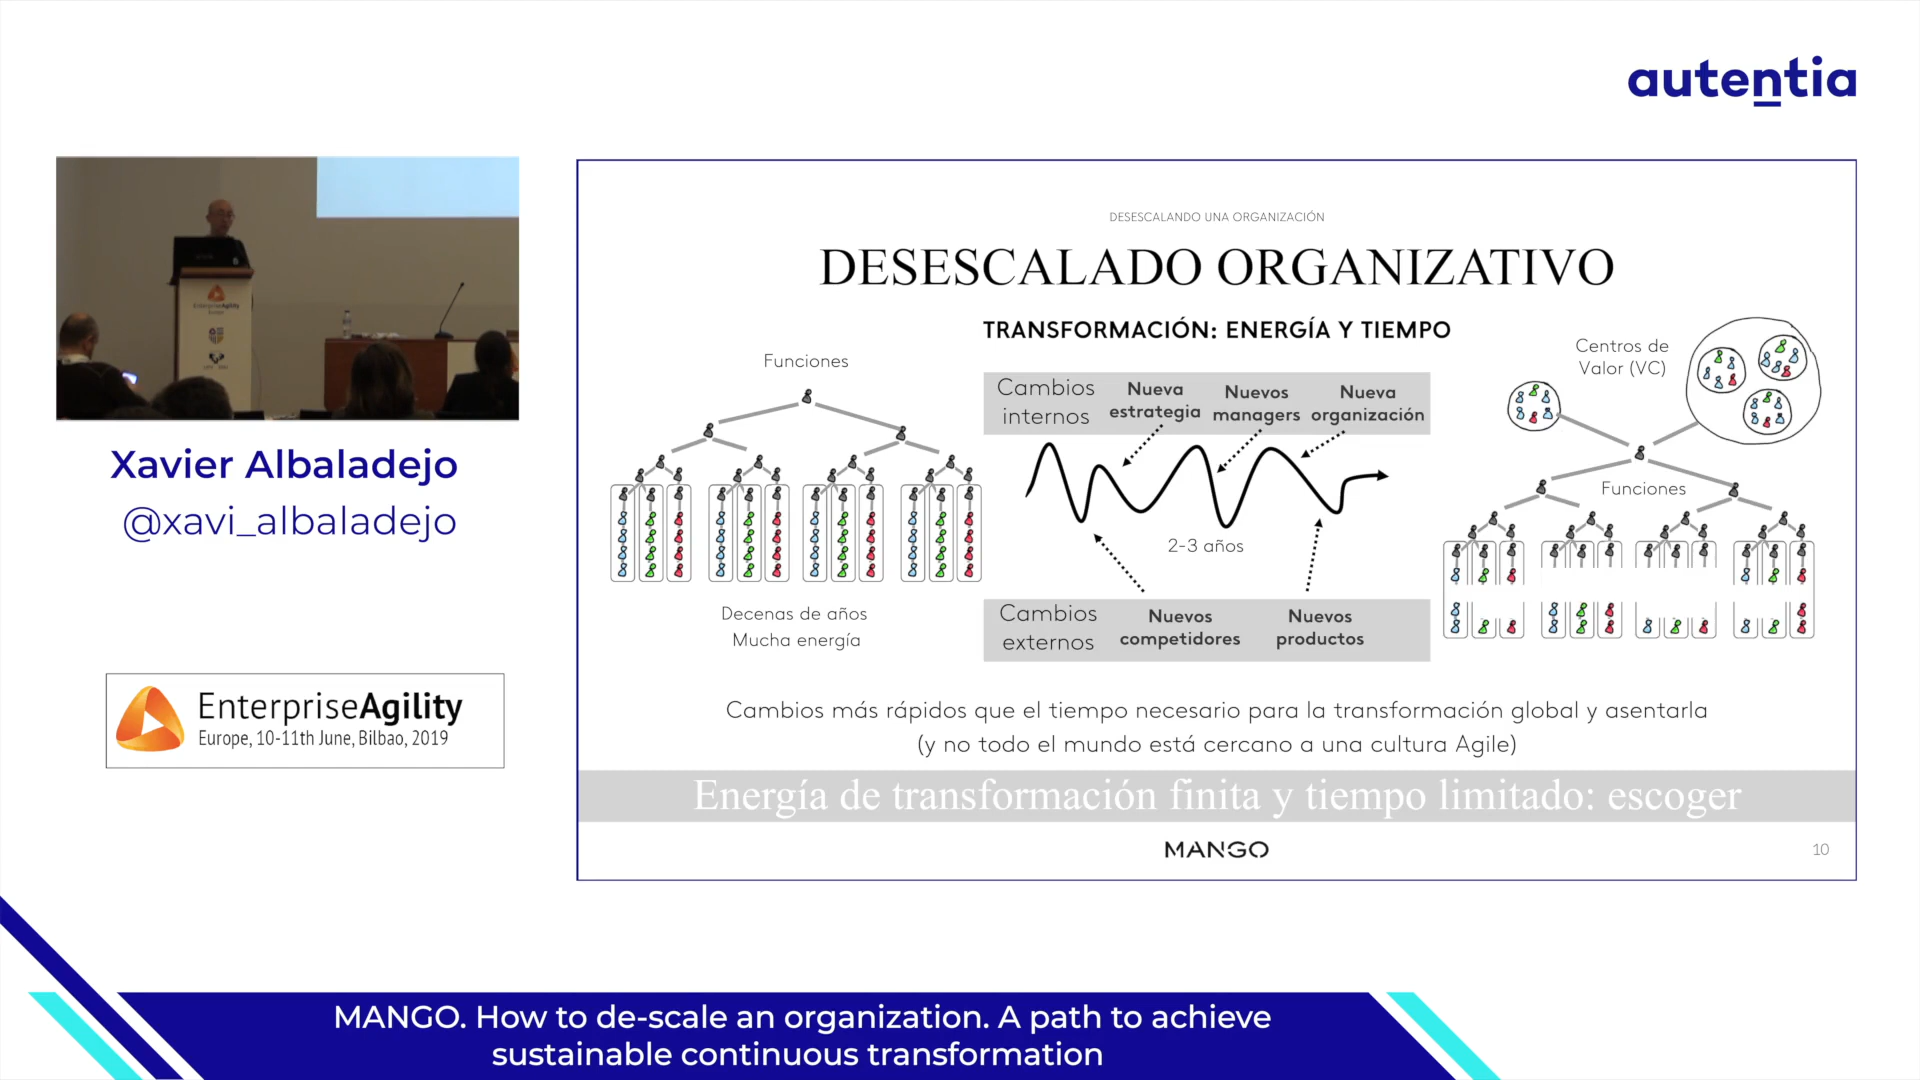 autentia
Xavier Albaladejo
@xavi_albaladejo
EnterpriseAgility
Europe, 10-11th June, Bilbao, 2019
DESESCALANDO UNA ORGANIZACIÓN
DESESCALADO ORGANIZATIVO
TRANSFORMACIÓN: ENERGÍA Y TIEMPO
Funciones
Decenas de años
Mucha energía
Cambios
internos
Nueva
estrategia
Nuevos
managers
Nueva
organización
2-3 años
Cambios
externos
Nuevos
competidores
Nuevos
productos
Centros de
Valor (VC)
Funciones
Cambios más rápidos que el tiempo necesario para la transformación global y asentarla
(y no todo el mundo está cercano a una cultura Agile)
Energía de transformación finita y tiempo limitado: escoger
MANGO
10
MANGO. How to de-scale an organization. A path to achieve
sustainable continuous transformation